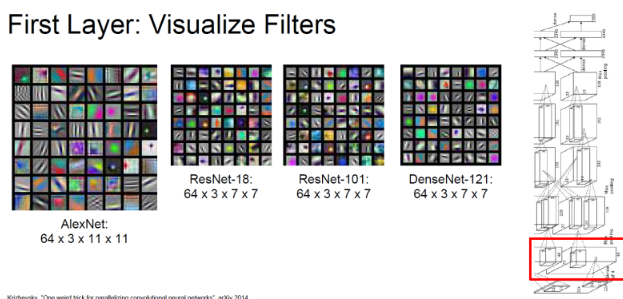 First Layer: Visualize Filters
AlexNet:
64 x 3 x 11 x 11
ResNet-18:
64 x 3 x 7 x 7
ResNet-101:
64 x 3 x 7 x 7
DenseNet-121:
64 x 3 x 7 x 7
Krizhevsky, "One weird trick for parallelizing convolutional neural networks", arXiv 2014